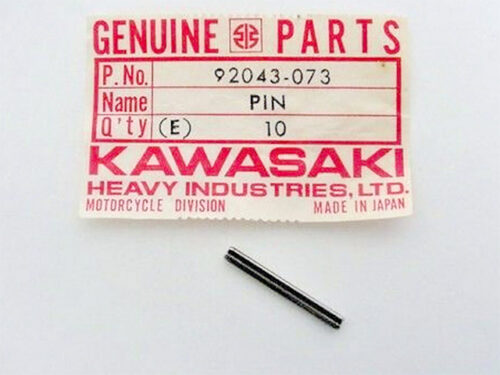 GENUINE PARTS
P.No. 92043-073
Name PIN
Q'ty (E) 10
KAWASAKI
HEAVY INDUSTRIES, LTD.
MOTORCYCLE DIVISION MADE IN JAPAN